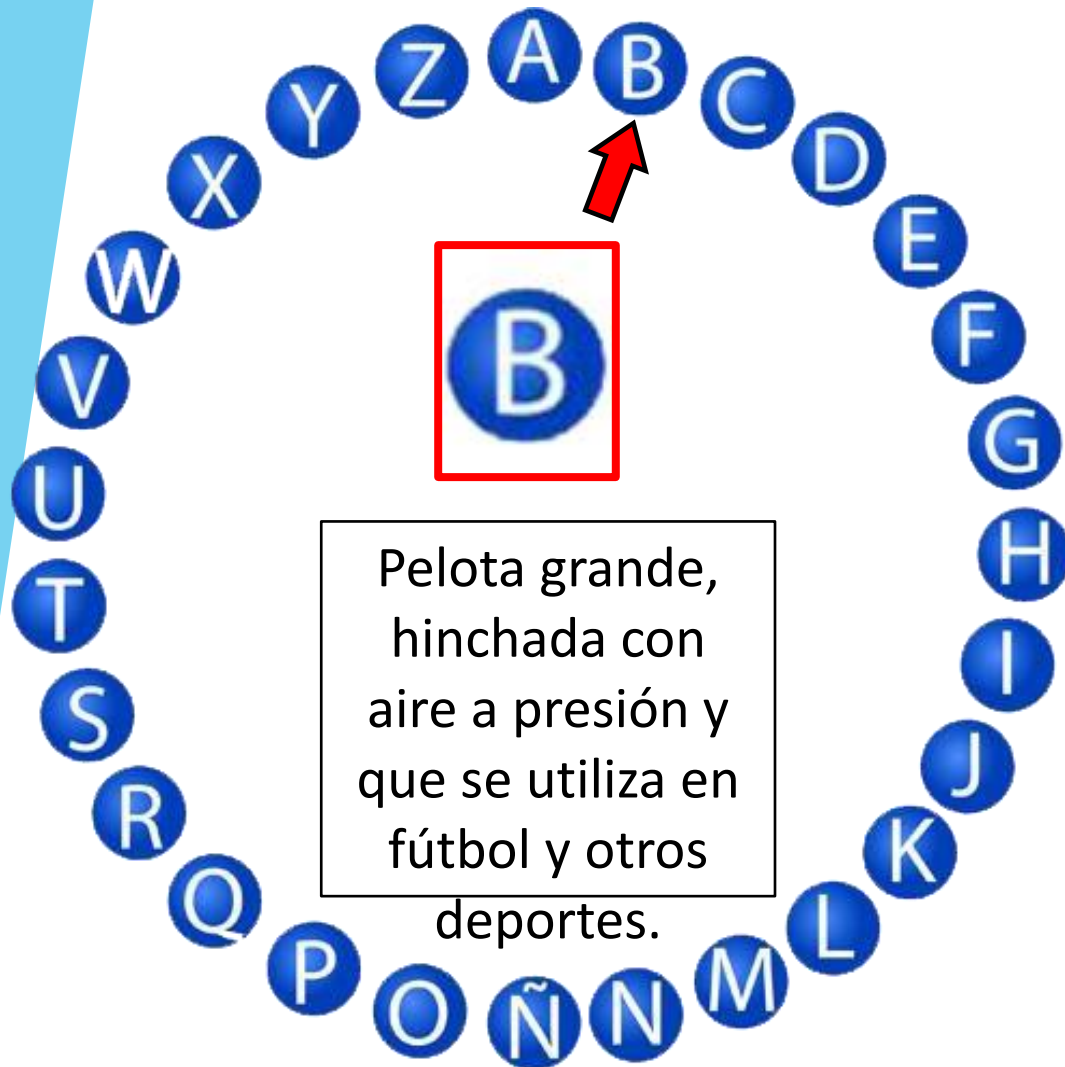 A
B
C
D
E
F
G
H
I
J
K
L
M
N
Ñ
O
P
Q
R
S
T
U
V
W
X
Y
Z
B
Pelota grande,
hinchada con
aire a presión y
que se utiliza en
fútbol y otros
deportes.